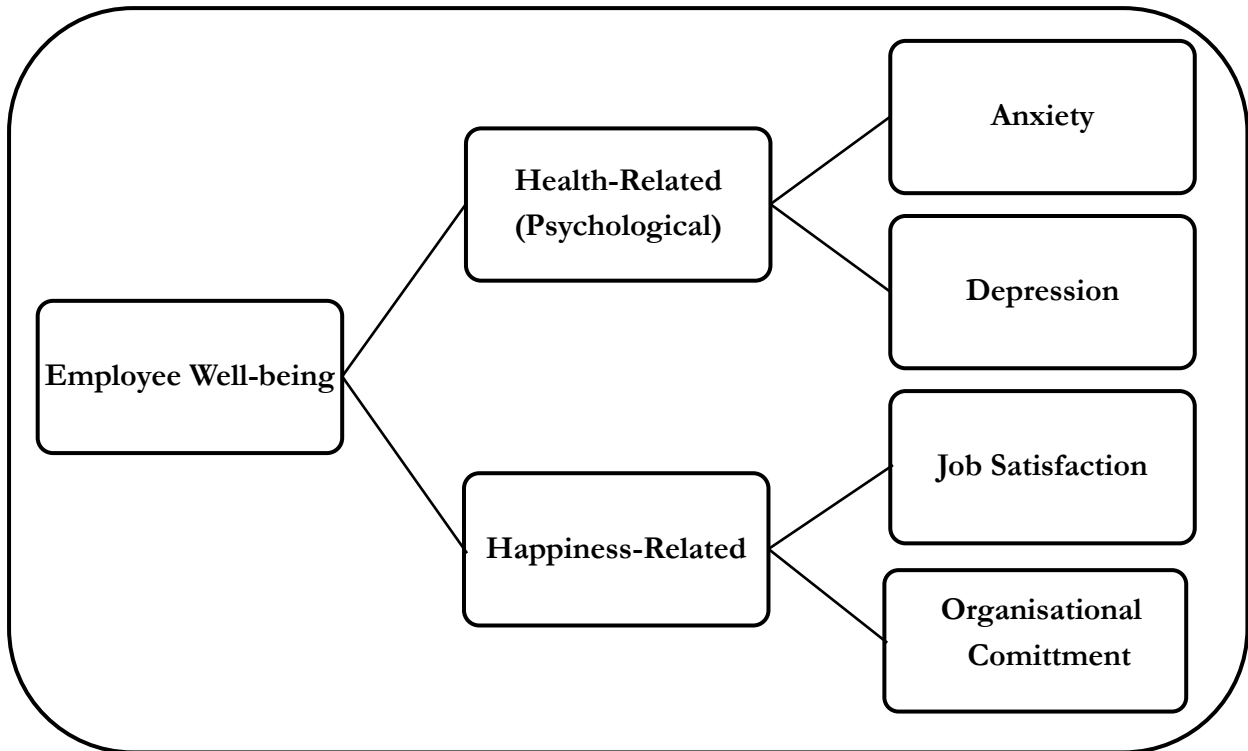 Anxiety
Health-Related
(Psychological)
Depression
Employee Well-being
Job Satisfaction
Happiness-Related
Organisational
Comittment